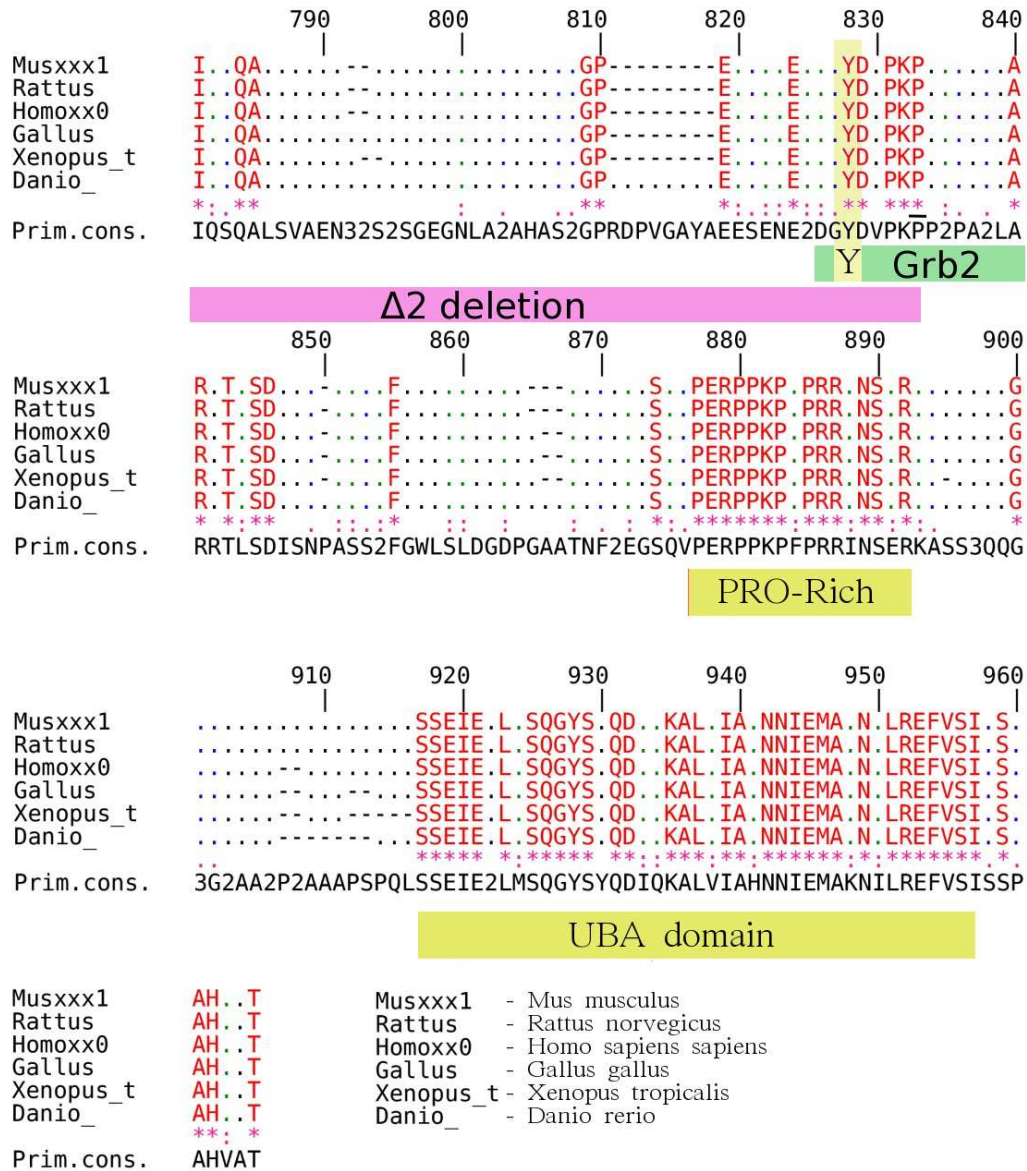 790 800 810 820 830 840
Musxxx1 I..QA......--...............GP--------E....E...YD.PKP......A
Rattus I..QA.......................GP--------E....E...YD.PKP......A
Homoxx0 I..QA.......................GP--------E....E...YD.PKP......A
Gallus I..QA.......................GP--------E....E...YD.PKP......A
Xenopus_t I..QA.......--..............GP--------E....E...YD.PKP......A
Danio_ I..QA.......................GP........E....E...YD.PKP......A
*:.** : . . .** *:::.*::.** *** .. . *
Prim.cons. IQSQALSVAEN32S2SGEGNLA2AHAS2GPRDPVGAYAEESENE2DGYDVPKPP2PA2LA
Y Grb2
Δ2 deletion
850 860 870 880 890 900
Musxxx1 R.T.SD...-....F.........---......S..PERPPKP.PRR.NS.R.......G
Rattus R.T.SD........F.........---......S..PERPPKP.PRR.NS.R.......G
Homoxx0 R.T.SD...-....F..........--......S..PERPPKP.PRR.NS.R.......G
Gallus R.T.SD........F..........--......S..PERPPKP.PRR.NS.R.......G
Xenopus_t R.T.SD...-....F..........--......S..PERPPKP.PRR.NS.R..-....G
Danio_ R.T.SD........F..................S..PERPPKP.PRR.NS.R.......G
* *:** . ::.:* :: : . . : *:.*******.***:**:*:. *
Prim.cons. RRTLSDISNPASS2FGWLSLDGDPGAATNF2EGSQVPERPPKPFPRRINSERKASS3QQG
PRO-Rich
910 920 930 940 950 960
Musxxx1 ................SSEIE.L.SQGYS.QD..KAL.IA.NNIEMA.N.LREFVSI.S.
Rattus ................SSEIE.L.SQGYS.QD..KAL.IA.NNIEMA.N.LREFVSI.S.
Homoxx0 ......--........SSEIE.L.SQGYS.QD..KAL.IA.NNIEMA.N.LREFVSI.S.
Gallus ......--...--...SSEIE.L.SQGYS.QD..KAL.IA.NNIEMA.N.LREFVSI.S.
Xenopus_t ......--...-----SSEIE.L.SQGYS.QD..KAL.IA.NNIEMA.N.LREFVSI.S.
Danio_ ......-------...SSEIE.L.SQGYS.QD..KAL.IA.NNIEMA.N.LREFVSI.S.
.. ***** *:***** **::***:**:******:*:*******.*.
Prim.cons. 3G2AA2P2AAAPSPQLSSEIE2LMSQGYSYQDIQKALVIAHNNIEMAKNILREFVSISSP
UBA domain
Musxxx1 AH..T
Rattus AH..T
Homoxx0 AH..T
Gallus AH..T
Xenopus_t AH..T
Danio_ AH..T
**: *
Prim.cons. AHVAT
Musxxx1 - Mus musculus
Rattus - Rattus norvegicus
Homoxx0 - Homo sapiens sapiens
Gallus - Gallus gallus
Xenopus_t - Xenopus tropicalis
Danio_ - Danio rerio